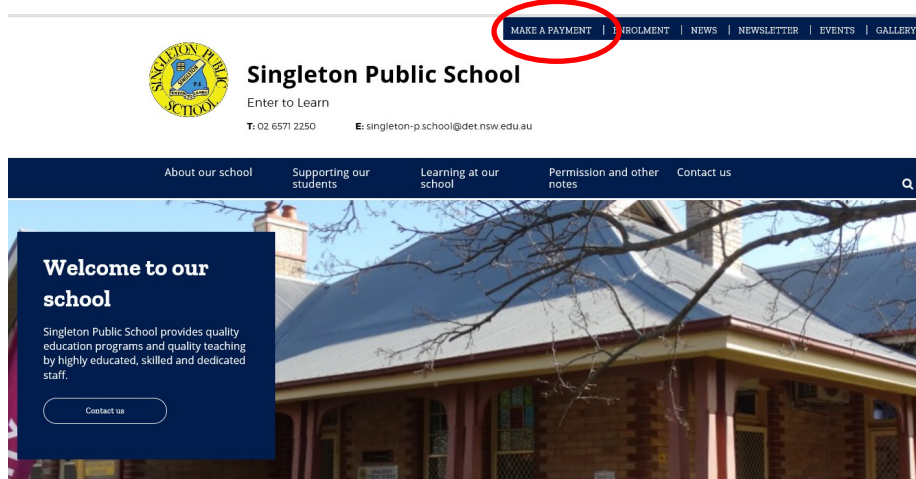 MAKE A PAYMENT | ENROLMENT | NEWS | NEWSLETTER | EVENTS | GALLERY
SINGLETON PUBLIC SCHOOL
P.S
Singleton Public School
Enter to Learn
T: 02 6571 2250 E: singleton-p.school@det.nsw.edu.au
About our school Supporting our students Learning at our school Permission and other notes Contact us
Welcome to our
school
Singleton Public School provides quality
education programs and quality teaching
by highly educated, skilled and dedicated
staff.
Contact us